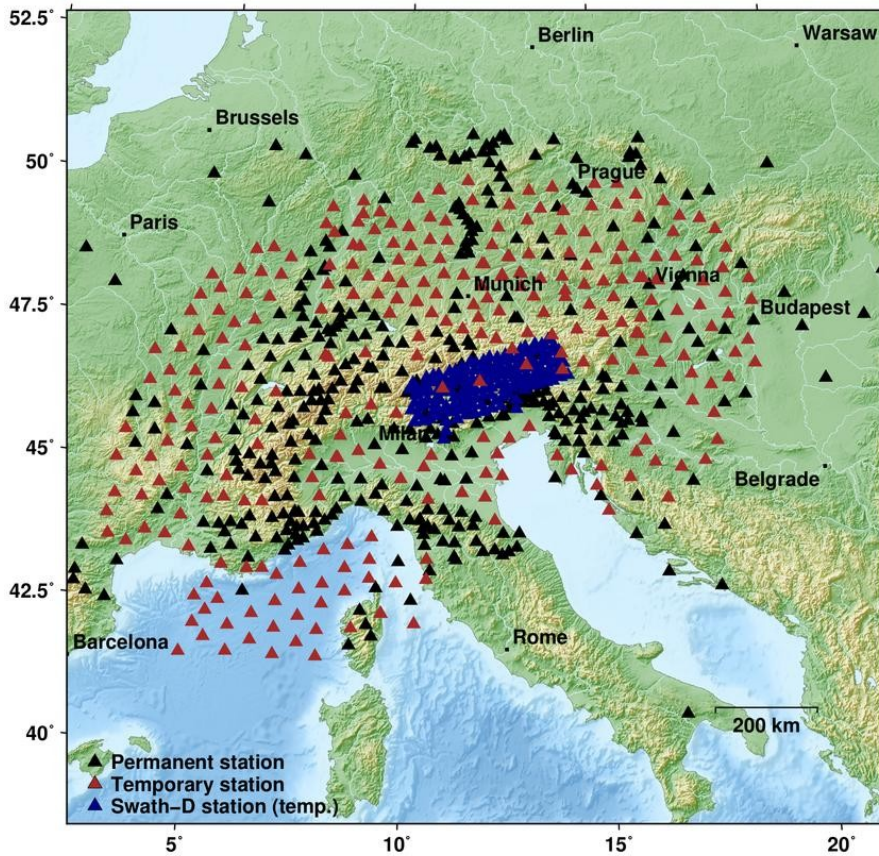 52.5˚
50˚
47.5˚
45˚
42.5˚
40˚
Berlin
Warsaw
Brussels
Prague
Paris
Munich
Vienna
Budapest
Milan
Belgrade
Barcelona
Rome
200 km
Permanent station
Temporary station
Swath-D station (temp.)
5˚
10˚
15˚
20˚